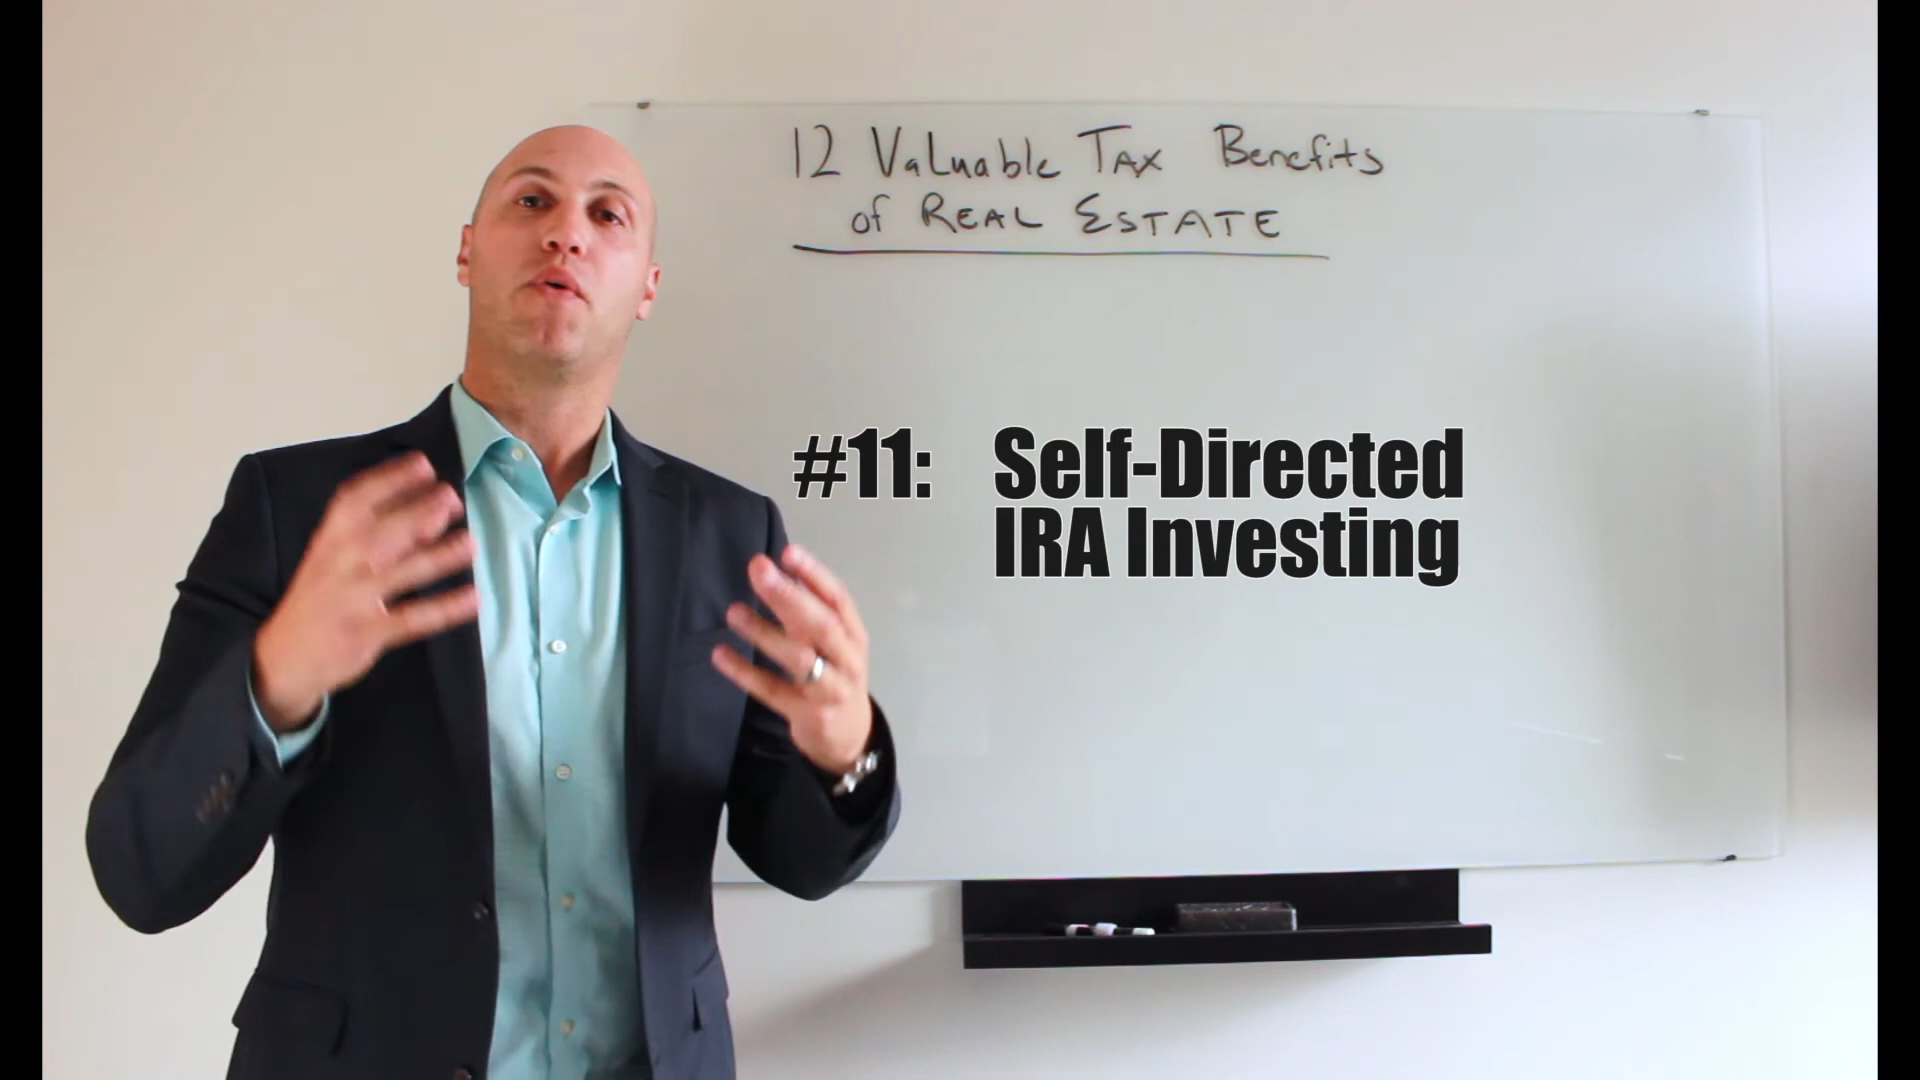 12 Valuable Tax Benefits
of Real Estate
#11: Self-Directed
IRA Investing